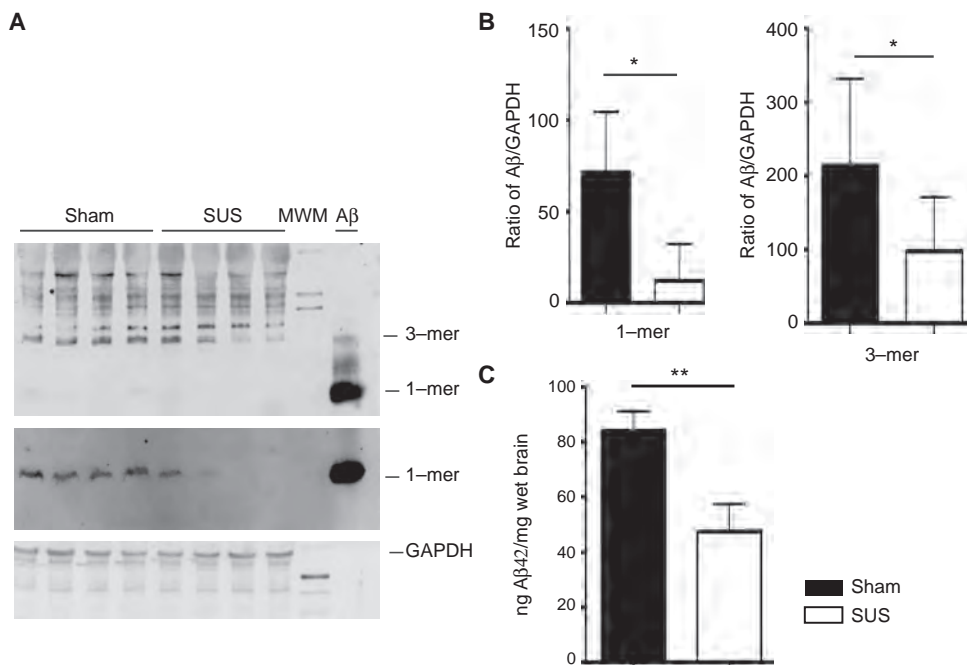 A
Sham SUS MWM Aβ
3–mer
1–mer
1–mer
GAPDH
B
Ratio of Aβ/GAPDH
150
100
50
0
*
1–mer
Ratio of Aβ/GAPDH
400
300
200
100
0
*
3–mer
C
ng Aβ42/mg wet brain
100
80
60
40
20
0
**
Sham
SUS